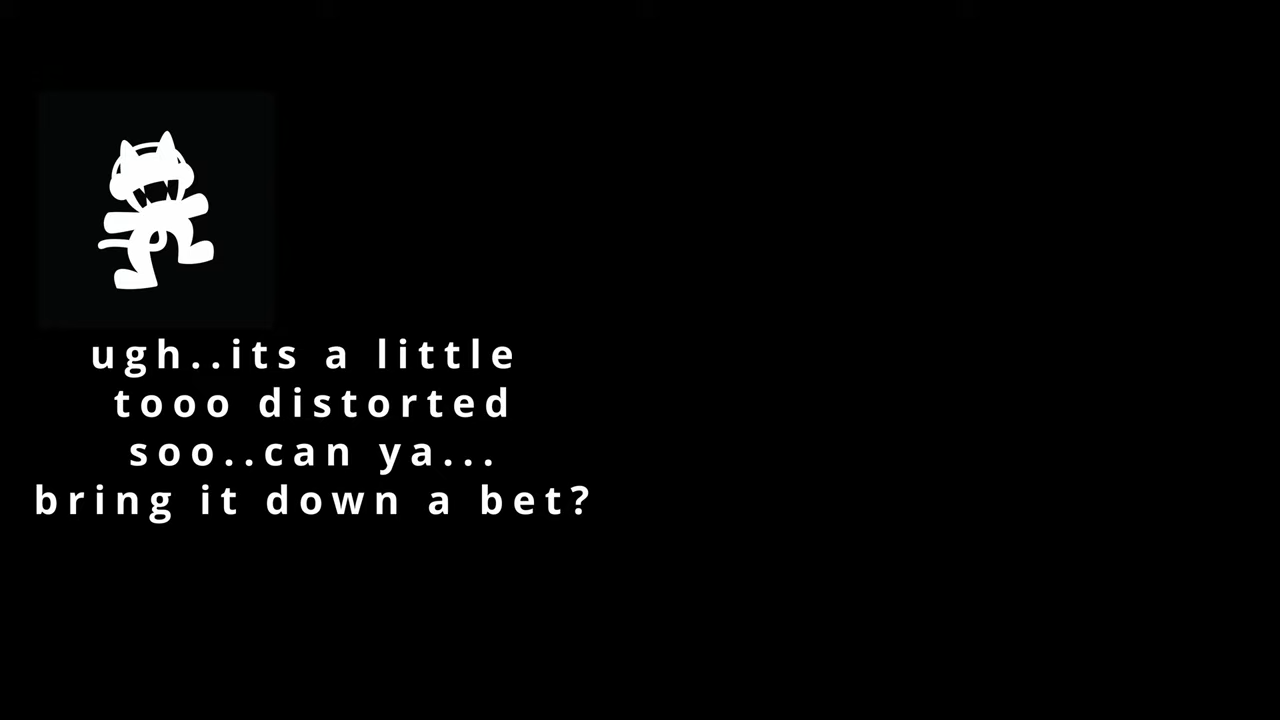 ugh..its a little
tooo distorted
soo..can ya...
bring it down a bet?